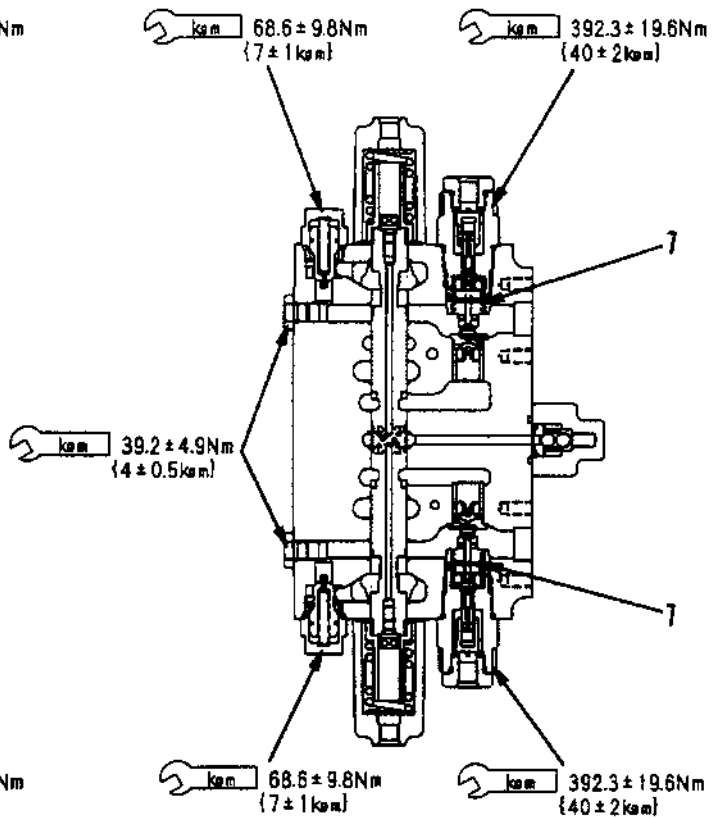 Nm
kgm 68.6 ± 9.8Nm
{7 ± 1kgm}
kgm 392.3 ± 19.6Nm
{40 ± 2kgm}
7
kgm 39.2 ± 4.9Nm
{4 ± 0.5kgm}
7
Nm
kgm 68.6 ± 9.8Nm
{7 ± 1kgm}
kgm 392.3 ± 19.6Nm
{40 ± 2kgm}